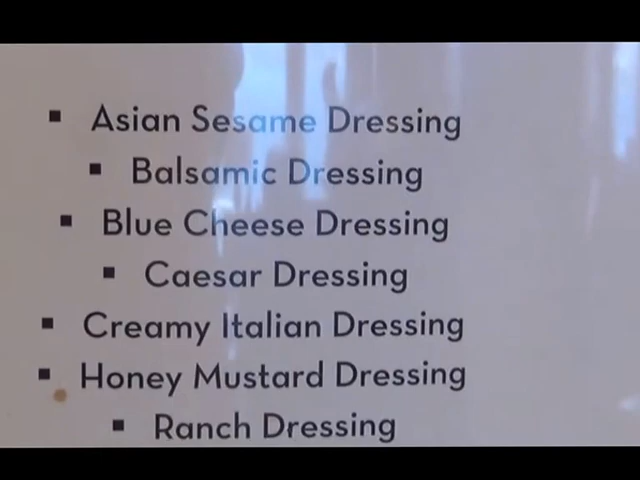 ▪ Asian Sesame Dressing
▪ Balsamic Dressing
▪ Blue Cheese Dressing
▪ Caesar Dressing
▪ Creamy Italian Dressing
▪ Honey Mustard Dressing
▪ Ranch Dressing